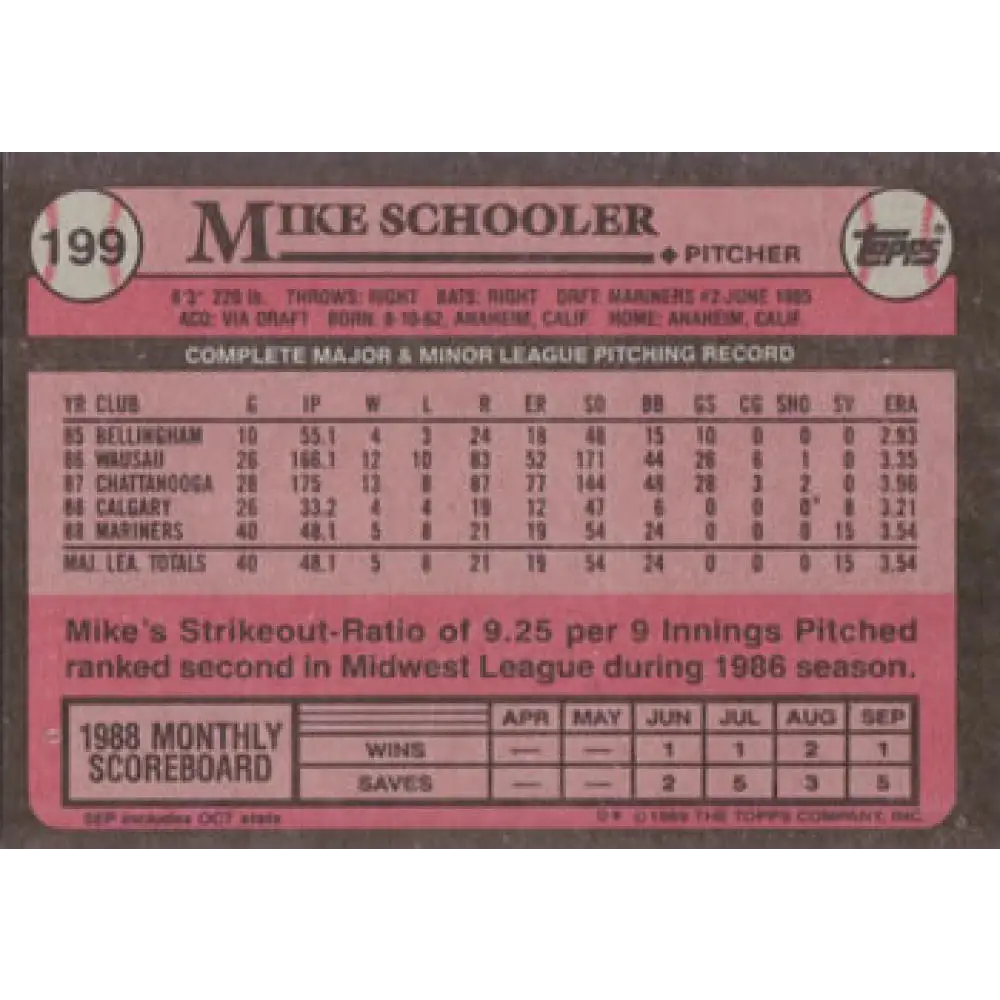 199
MIKE SCHOOLER
◆ PITCHER
TOPPS®
6'3" 220 lb. THROWS: RIGHT BATS: RIGHT DRFT: MARINERS #2-JUNE 1985
ACQ: VIA DRAFT BORN: 8-10-62, ANAHEIM, CALIF. HOME: ANAHEIM, CALIF.
COMPLETE MAJOR & MINOR LEAGUE PITCHING RECORD
YR CLUB G IP W L R ER SO BB GS CG SHO SV ERA
85 BELLINGHAM 10 55.1 4 3 24 18 48 15 10 0 0 0 2.93
86 WAUSAU 26 166.1 12 10 83 52 171 44 26 6 1 0 3.35
87 CHATTANOOGA 28 175 13 8 87 77 144 48 28 3 2 0 3.96
88 CALGARY 26 33.2 4 4 19 12 47 6 0 0 0 8 3.21
88 MARINERS 40 48.1 5 8 21 19 54 24 0 0 0 15 3.54
MAJ. LEA. TOTALS 40 48.1 5 8 21 19 54 24 0 0 0 15 3.54
Mike's Strikeout-Ratio of 9.25 per 9 Innings Pitched
ranked second in Midwest League during 1986 season.
1988 MONTHLY
SCOREBOARD
APR MAY JUN JUL AUG SEP
WINS — — 1 1 2 1
SAVES — — 2 5 3 5
SEP includes OCT stats
©1989 THE TOPPS COMPANY, INC.